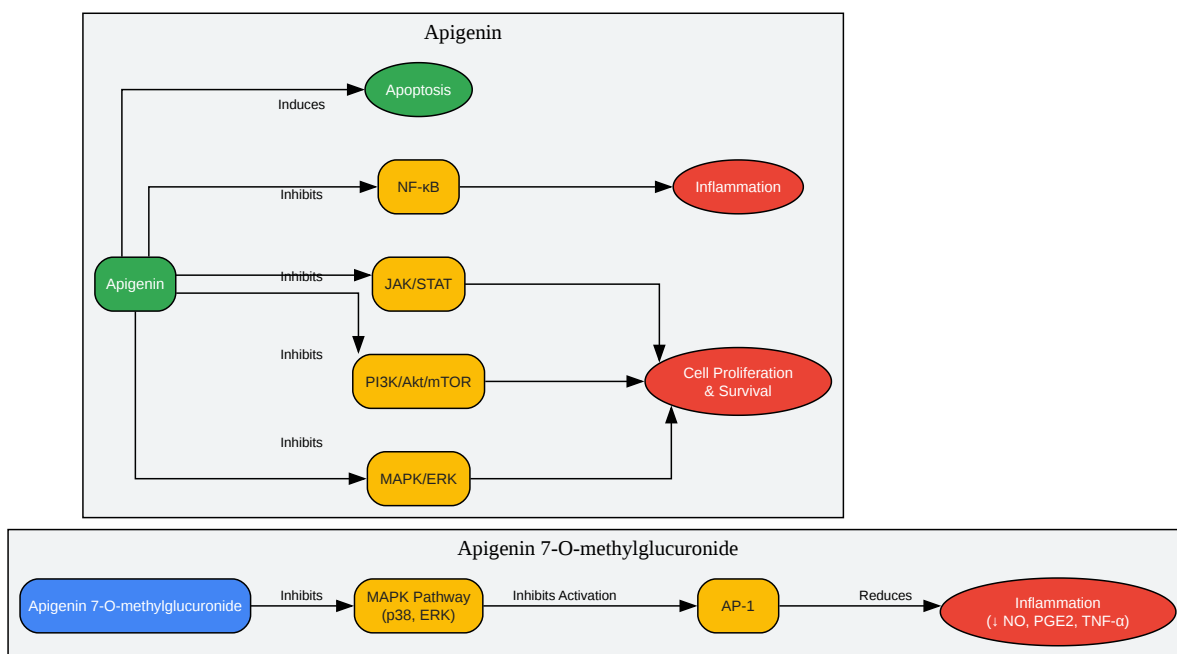 Apigenin
Apoptosis
Induces
NF-κB
Inflammation
Inhibits
Apigenin
Inhibits
JAK/STAT
Inhibits
PI3K/Akt/mTOR
Cell Proliferation
& Survival
Inhibits
MAPK/ERK
Apigenin 7-O-methylglucuronide
Apigenin 7-O-methylglucuronide
Inhibits
MAPK Pathway
(p38, ERK)
Inhibits Activation
AP-1
Reduces
Inflammation
(↓ NO, PGE2, TNF-α)